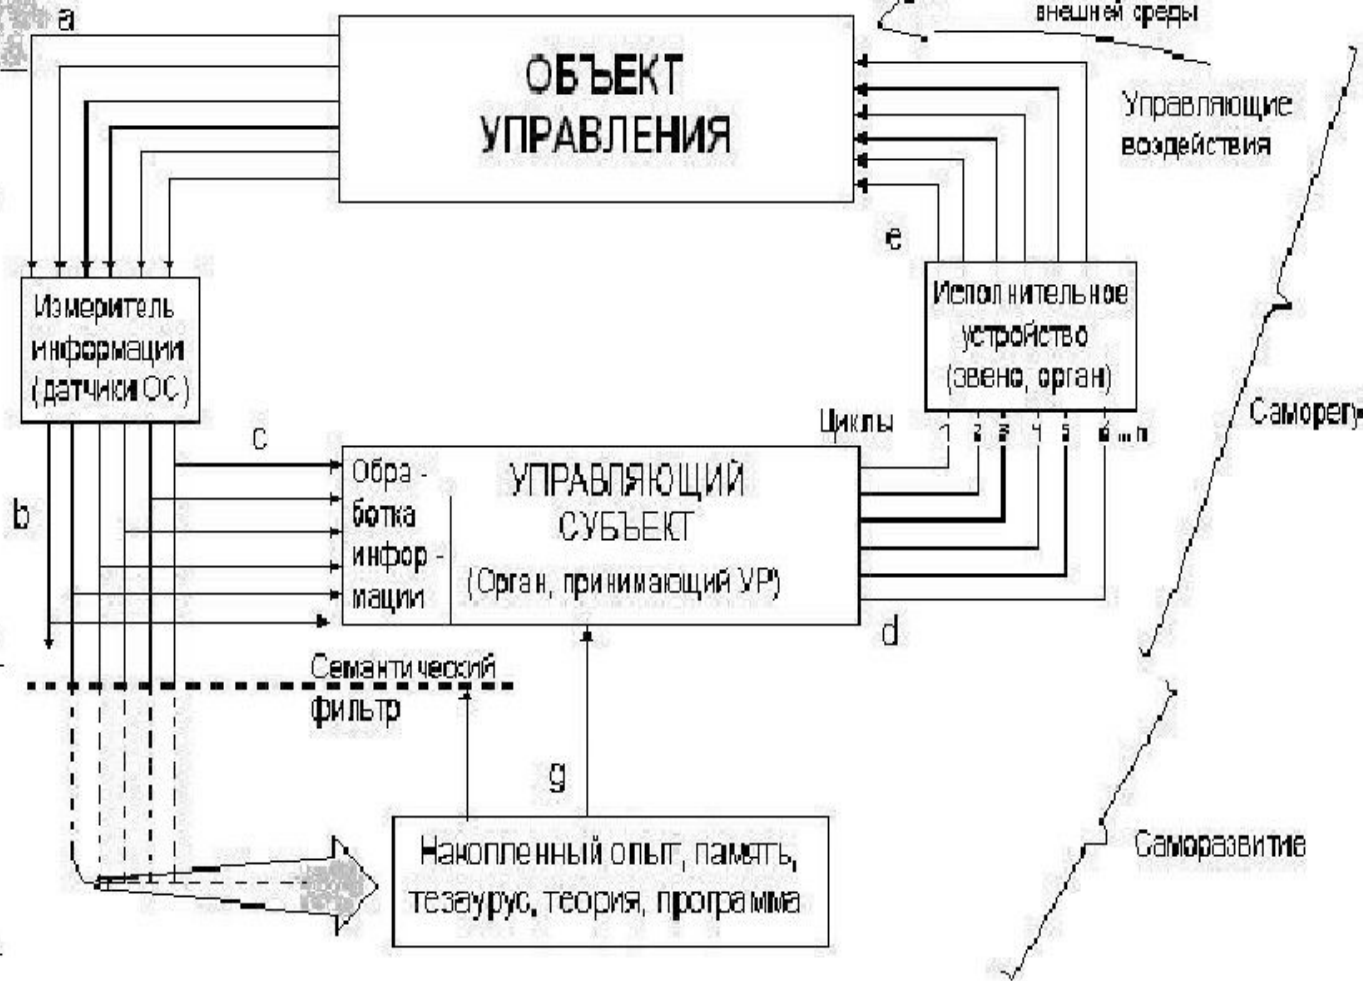 внешней среды
a
ОБЪЕКТ
УПРАВЛЕНИЯ
Управляющие
воздействия
e
Измеритель
информации
(датчики ОС)
Исполнительное
устройство
(звено, орган)
Саморегу
Циклы
1 2 3 4 5 6 ... n
c
b
Обра -
ботка
инфор -
мации
УПРАВЛЯЮЩИЙ
СУБЪЕКТ
(Орган, принимающий УР)
d
Семантический
фильтр
g
Накопленный опыт, память,
тезаурус, теория, программа
Саморазвитие